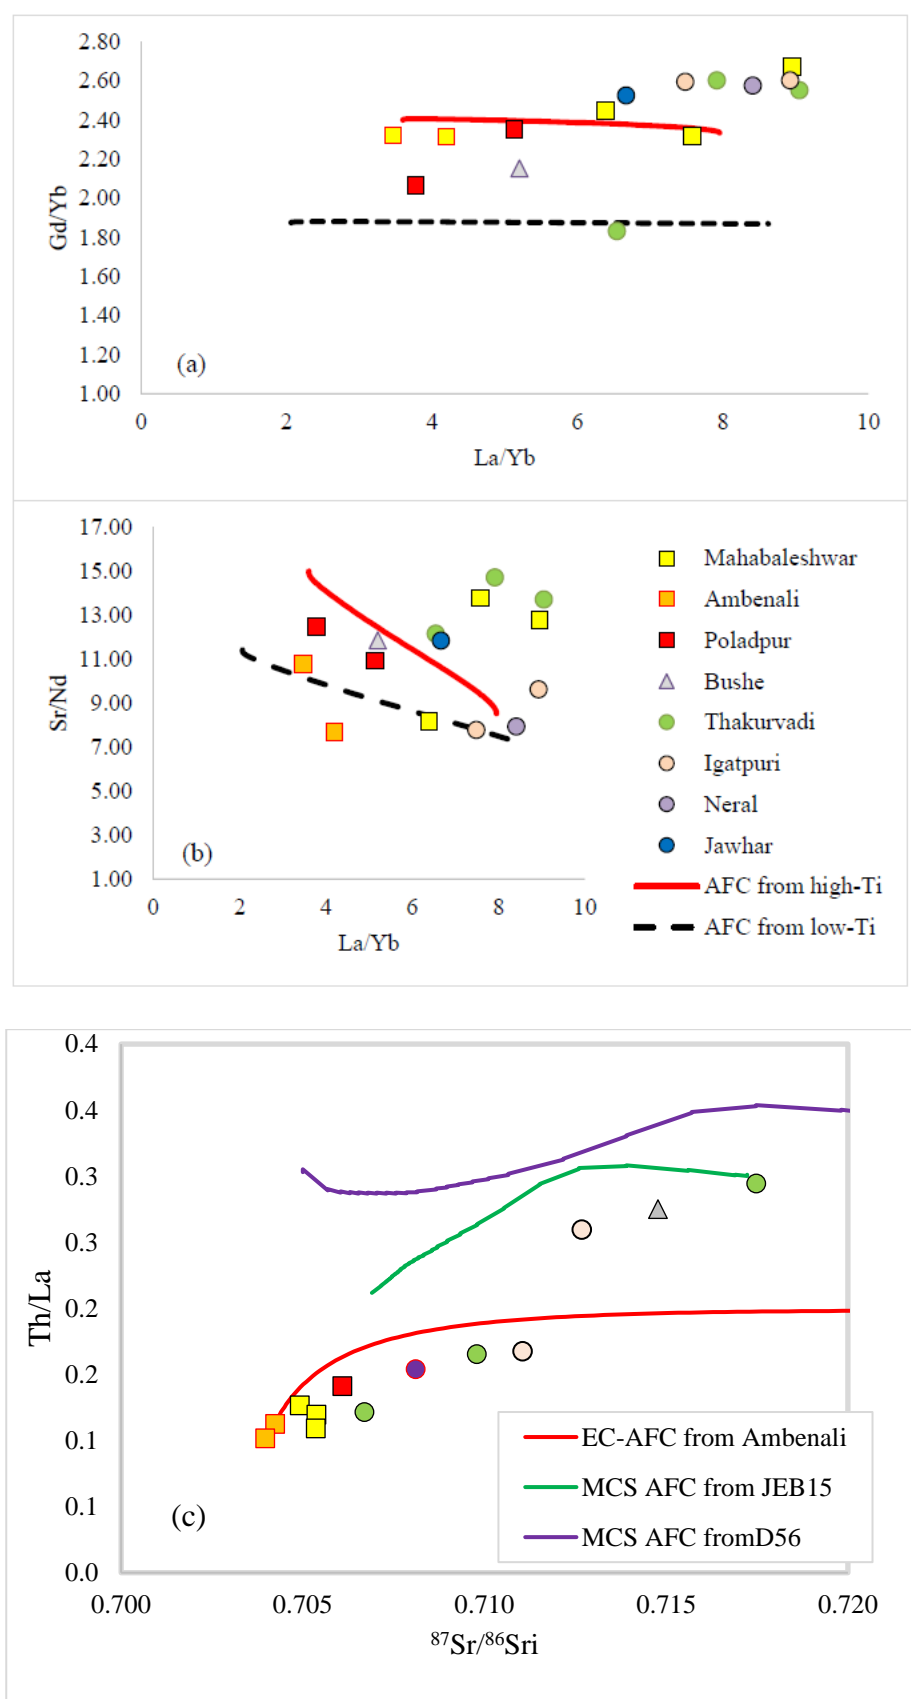 2.80
2.60
2.40
2.20
2.00
1.80
1.60
1.40
1.20
1.00
Gd/Yb
(a)
0 2 4 6 8 10
La/Yb
17.00
15.00
13.00
11.00
9.00
7.00
5.00
3.00
1.00
Sr/Nd
(b)
0 2 4 6 8 10
La/Yb
Mahabaleshwar
Ambenali
Poladpur
Bushe
Thakurvadi
Igatpuri
Neral
Jawhar
AFC from high-Ti
AFC from low-Ti
0.4
0.4
0.3
0.3
0.2
0.2
0.1
0.1
0.0
Th/La
(c)
EC-AFC from Ambenali
MCS AFC from JEB15
MCS AFC fromD56
0.700 0.705 0.710 0.715 0.720
⁸⁷Sr/⁸⁶Sri